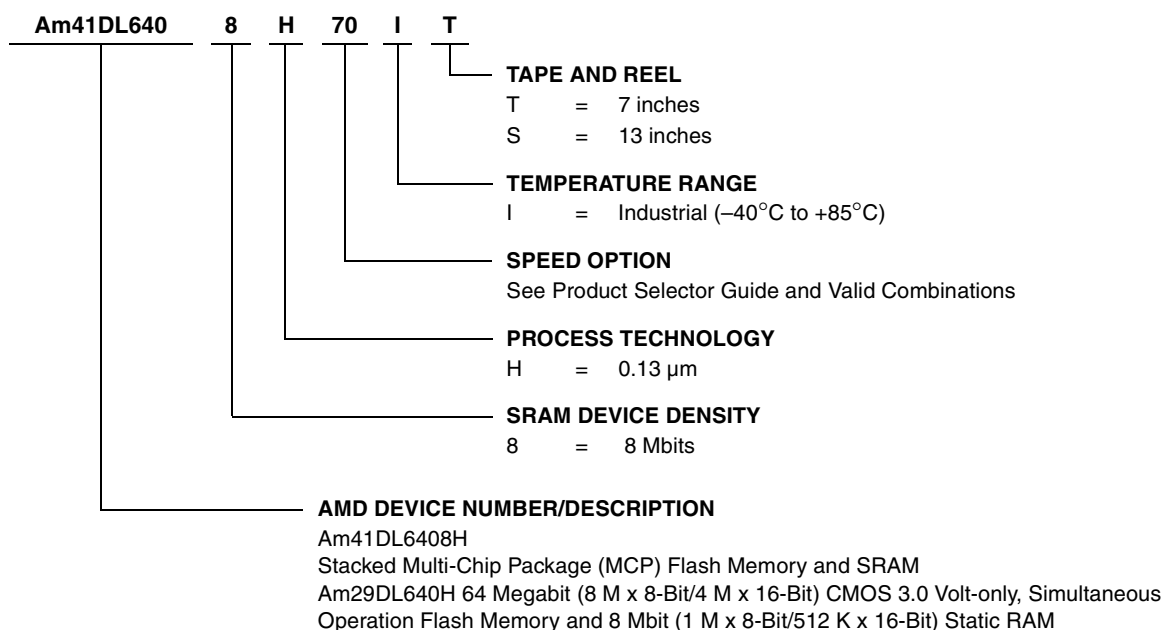 Am41DL640 8 H 70 I T
TAPE AND REEL
T = 7 inches
S = 13 inches
TEMPERATURE RANGE
I = Industrial (–40°C to +85°C)
SPEED OPTION
See Product Selector Guide and Valid Combinations
PROCESS TECHNOLOGY
H = 0.13 µm
SRAM DEVICE DENSITY
8 = 8 Mbits
AMD DEVICE NUMBER/DESCRIPTION
Am41DL6408H
Stacked Multi-Chip Package (MCP) Flash Memory and SRAM
Am29DL640H 64 Megabit (8 M x 8-Bit/4 M x 16-Bit) CMOS 3.0 Volt-only, Simultaneous
Operation Flash Memory and 8 Mbit (1 M x 8-Bit/512 K x 16-Bit) Static RAM